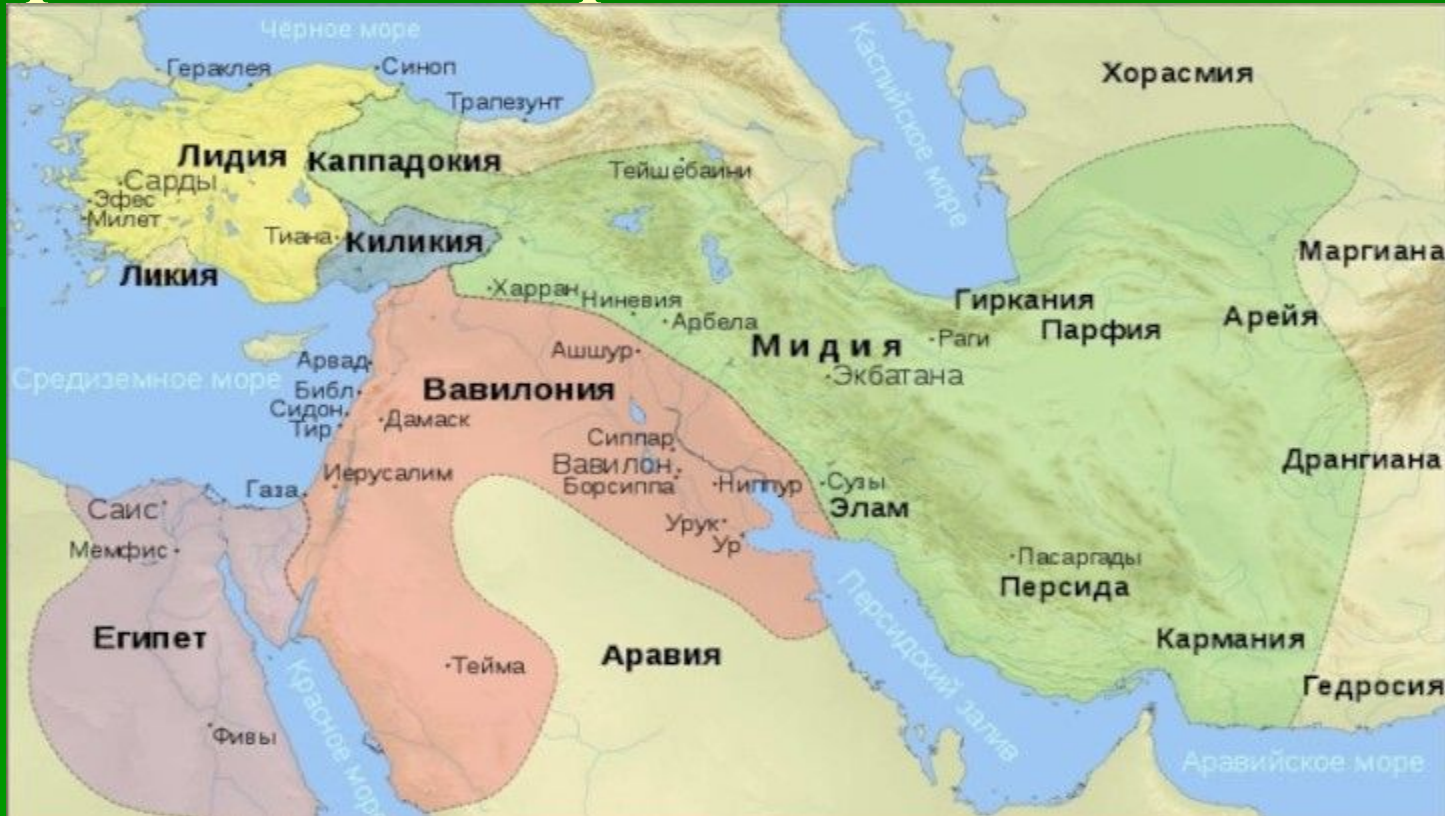 Чёрное море
Гераклея
Синоп
Трапезунт
Каспийское море
Хорасмия
Лидия
Каппадокия
Тейшебаини
Сарды
Эфес
Милет
Тиана
Киликия
Ликия
Маргиана
Харран
Ниневия
Арбела
Гиркания
Парфия
Арейя
Мидия
Раги
Экбатана
Ашшур
Арвад
Средиземное море
Вавилония
Библ
Сидон
Тир
Дамаск
Сиппар
Вавилон
Борсиппа
Ниппур
Сузы
Элам
Дрангиана
Иерусалим
Газа
Саис
Мемфис
Урук
Ур
Пасаргады
Персида
Персидский залив
Египет
Аравия
Кармания
Тейма
Гедросия
Красное море
Фивы
Аравийское море